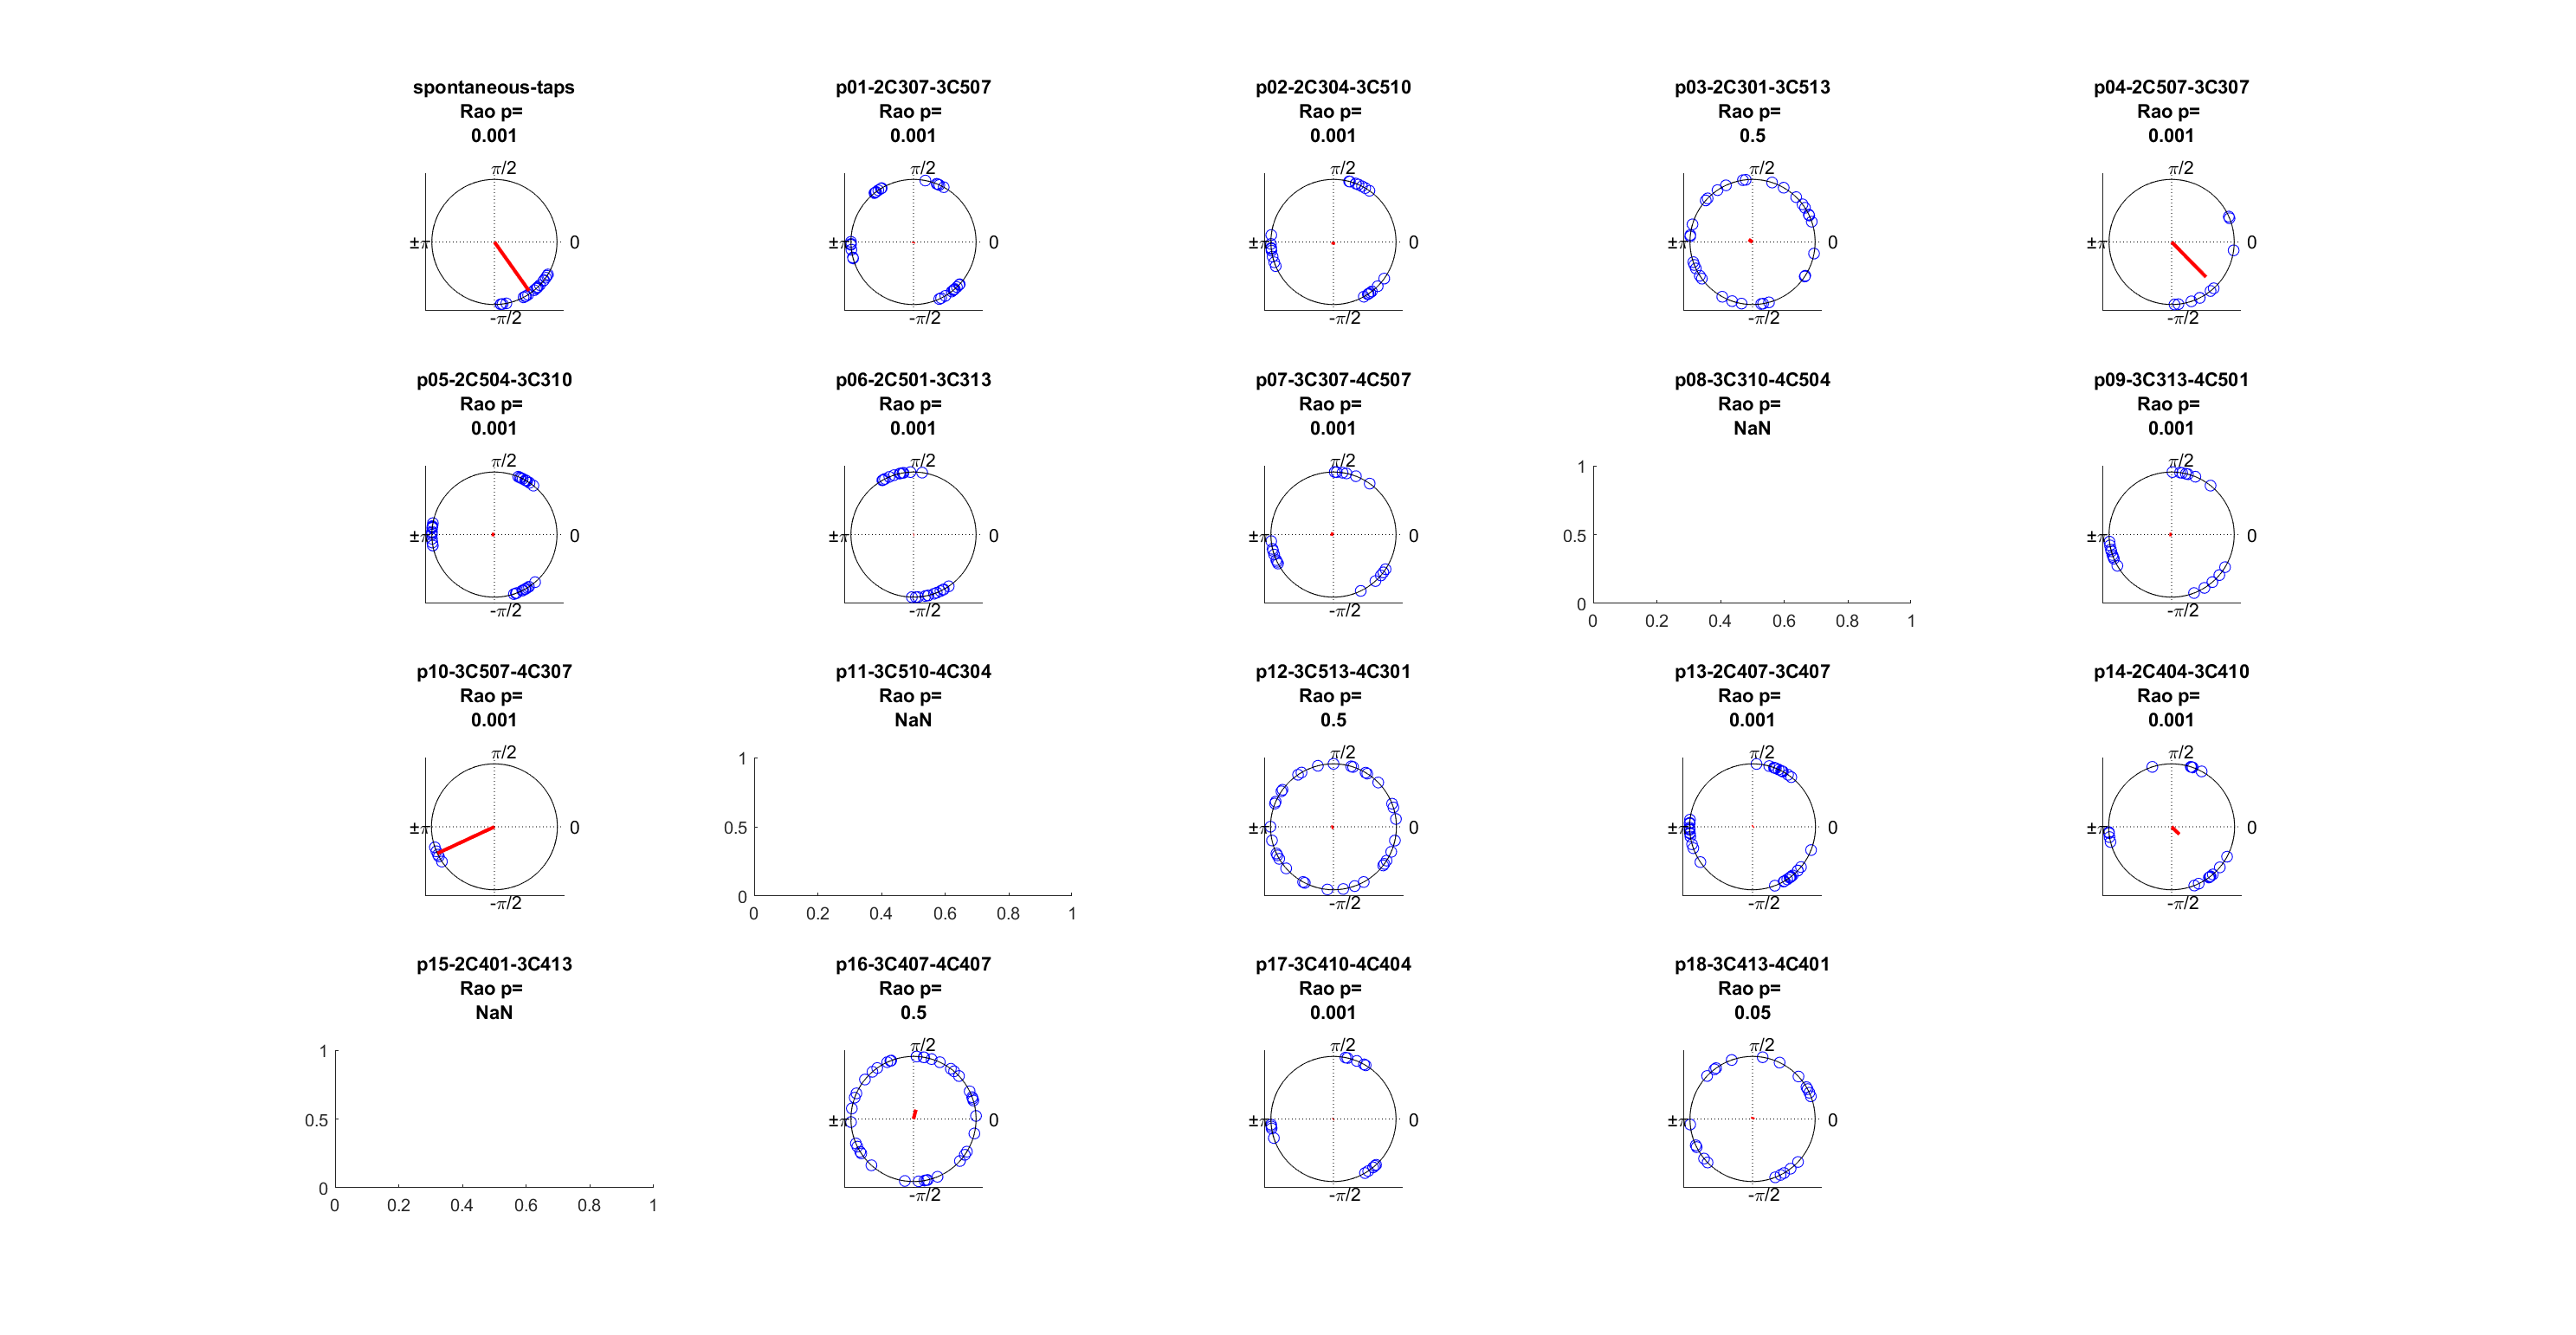 spontaneous-taps
Rao p=
0.001
π/2
±π
0
-π/2
p01-2C307-3C507
Rao p=
0.001
π/2
±π
0
-π/2
p02-2C304-3C510
Rao p=
0.001
π/2
±π
0
-π/2
p03-2C301-3C513
Rao p=
0.5
π/2
±π
0
-π/2
p04-2C507-3C307
Rao p=
0.001
π/2
±π
0
-π/2
p05-2C504-3C310
Rao p=
0.001
π/2
±π
0
-π/2
p06-2C501-3C313
Rao p=
0.001
π/2
±π
0
-π/2
p07-3C307-4C507
Rao p=
0.001
π/2
±π
0
-π/2
p08-3C310-4C504
Rao p=
NaN
1
0.5
0
0 0.2 0.4 0.6 0.8 1
p09-3C313-4C501
Rao p=
0.001
π/2
±π
0
-π/2
p10-3C507-4C307
Rao p=
0.001
π/2
±π
0
-π/2
p11-3C510-4C304
Rao p=
NaN
1
0.5
0
0 0.2 0.4 0.6 0.8 1
p12-3C513-4C301
Rao p=
0.5
π/2
±π
0
-π/2
p13-2C407-3C407
Rao p=
0.001
π/2
±π
0
-π/2
p14-2C404-3C410
Rao p=
0.001
π/2
±π
0
-π/2
p15-2C401-3C413
Rao p=
NaN
1
0.5
0
0 0.2 0.4 0.6 0.8 1
p16-3C407-4C407
Rao p=
0.5
π/2
±π
0
-π/2
p17-3C410-4C404
Rao p=
0.001
π/2
±π
0
-π/2
p18-3C413-4C401
Rao p=
0.05
π/2
±π
0
-π/2